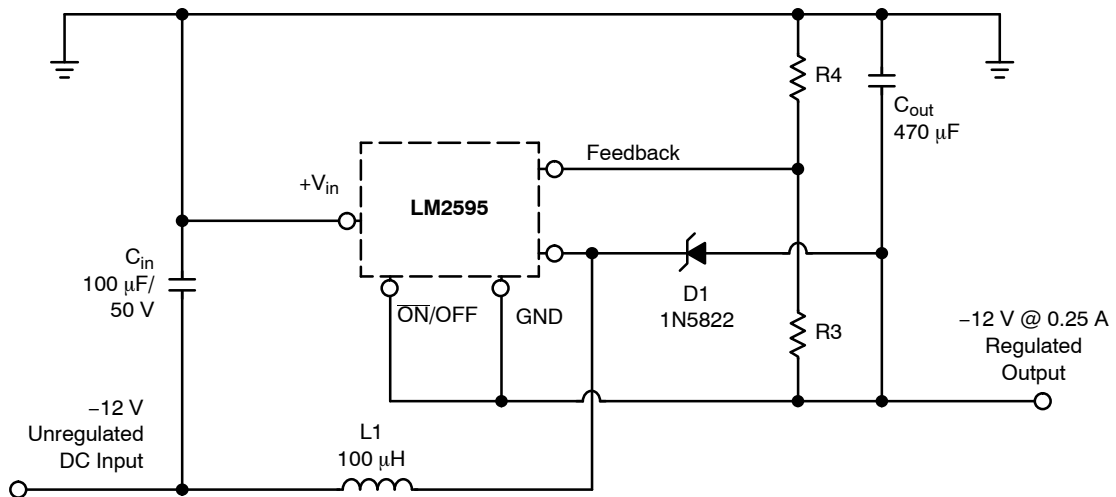 R4
C_out
470 μF
Feedback
+V_in
LM2595
C_in
100 μF/
50 V
D1
1N5822
ON/OFF
GND
R3
–12 V @ 0.25 A
Regulated
Output
–12 V
Unregulated
DC Input
L1
100 μH